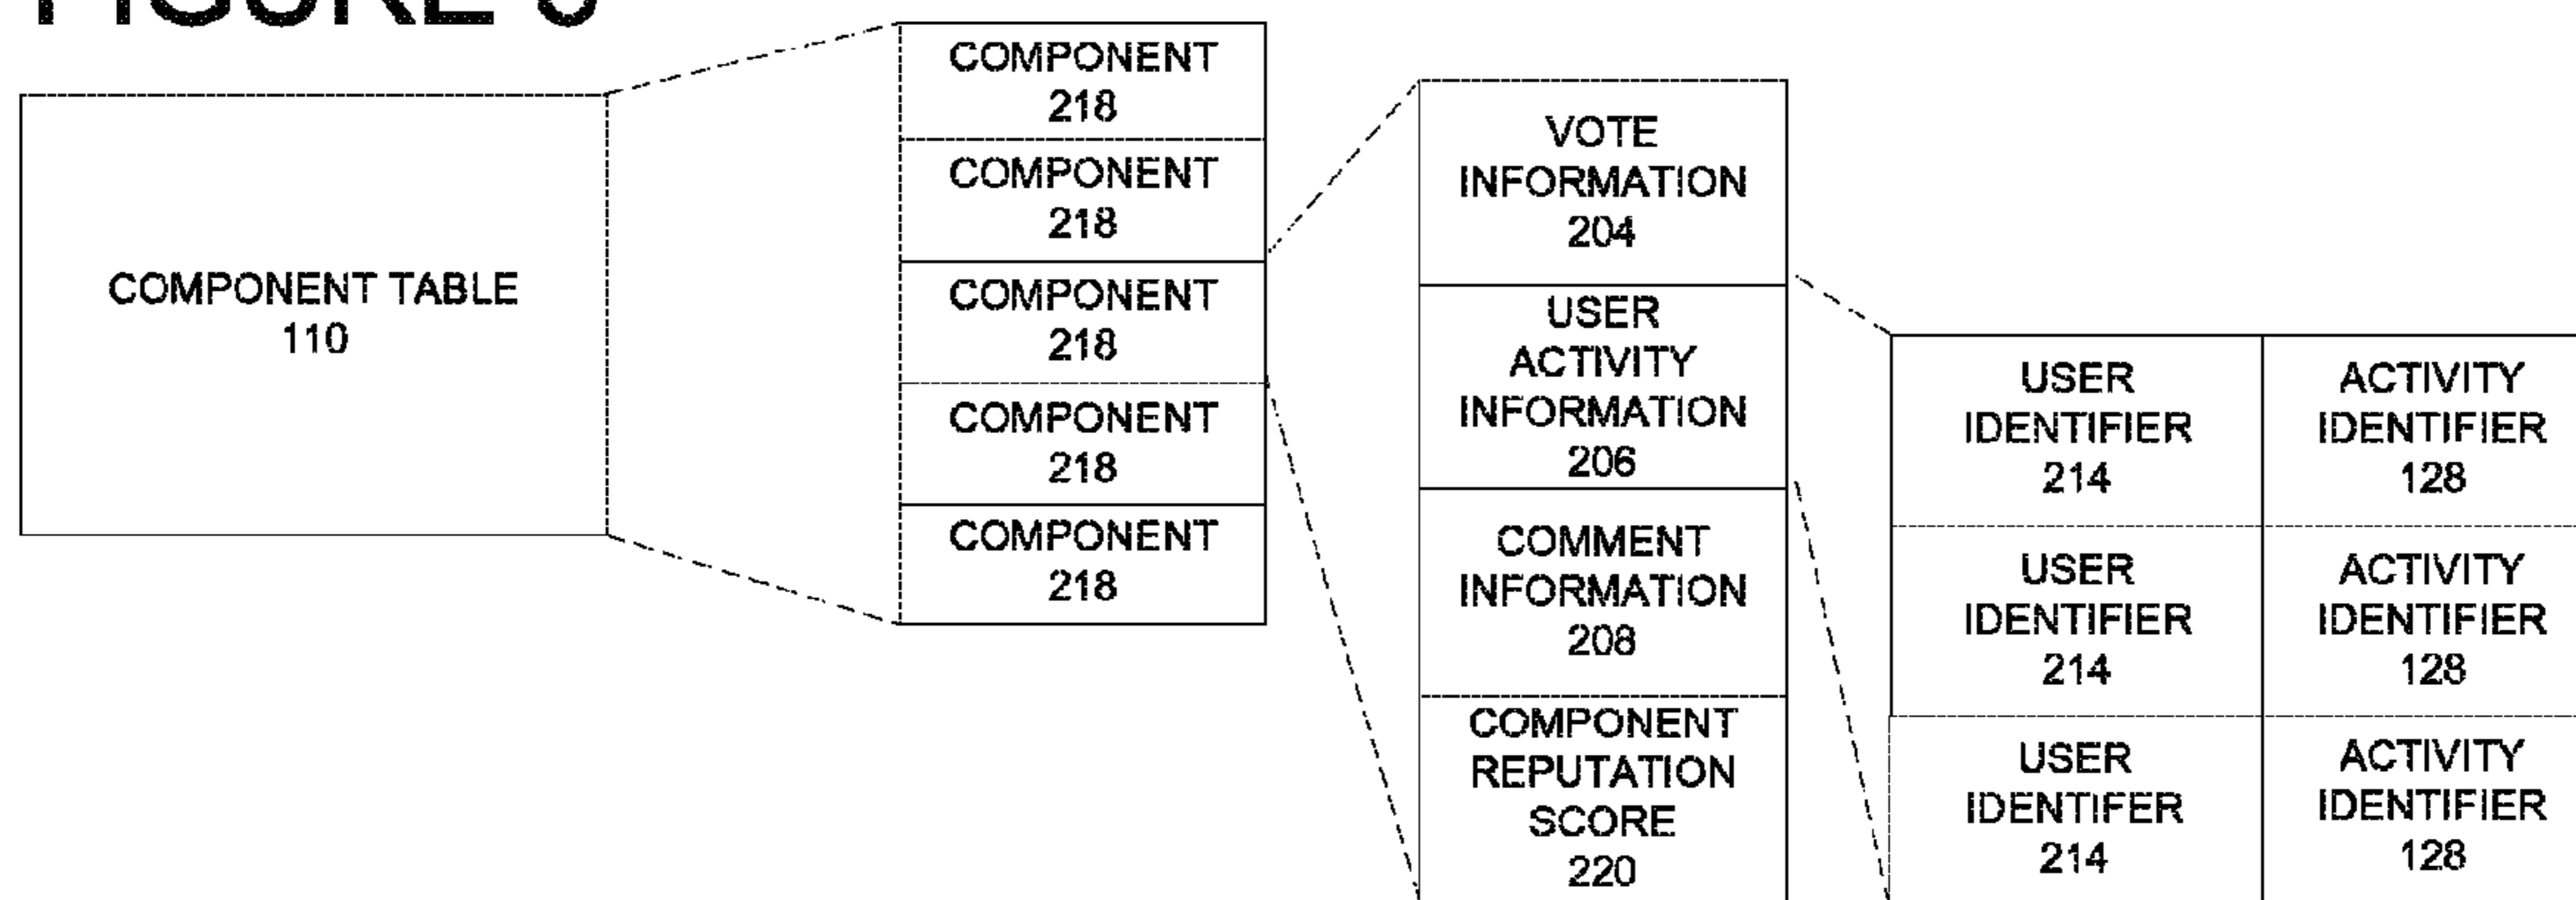 FIGURE
COMPONENT TABLE
110
COMPONENT
218
COMPONENT
218
COMPONENT
218
COMPONENT
218
COMPONENT
218
VOTE
INFORMATION
204
USER
ACTIVITY
INFORMATION
206
COMMENT
INFORMATION
208
COMPONENT
REPUTATION
SCORE
220
USER
IDENTIFIER
214
ACTIVITY
IDENTIFIER
128
USER
IDENTIFIER
214
ACTIVITY
IDENTIFIER
128
USER
IDENTIFER
214
ACTIVITY
IDENTIFIER
128